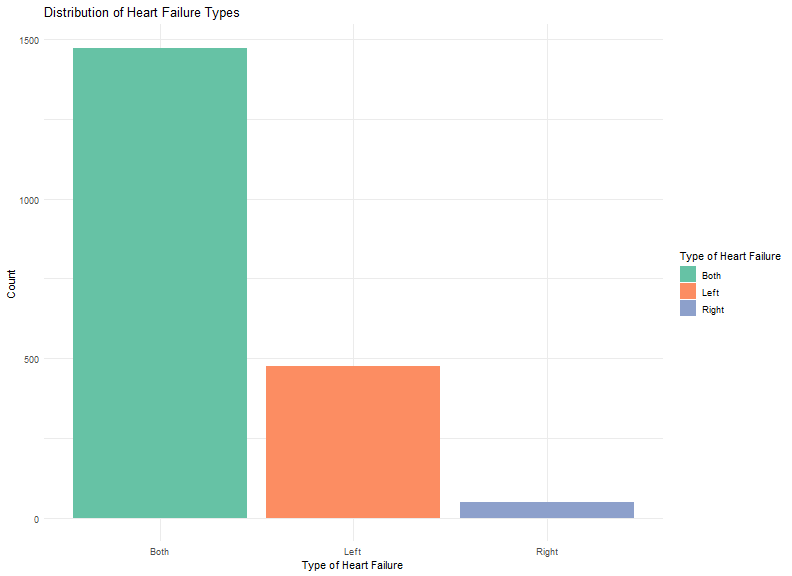 Distribution of Heart Failure Types
1500
1000
500
0
Count
Both
Left
Right
Type of Heart Failure
Type of Heart Failure
Both
Left
Right